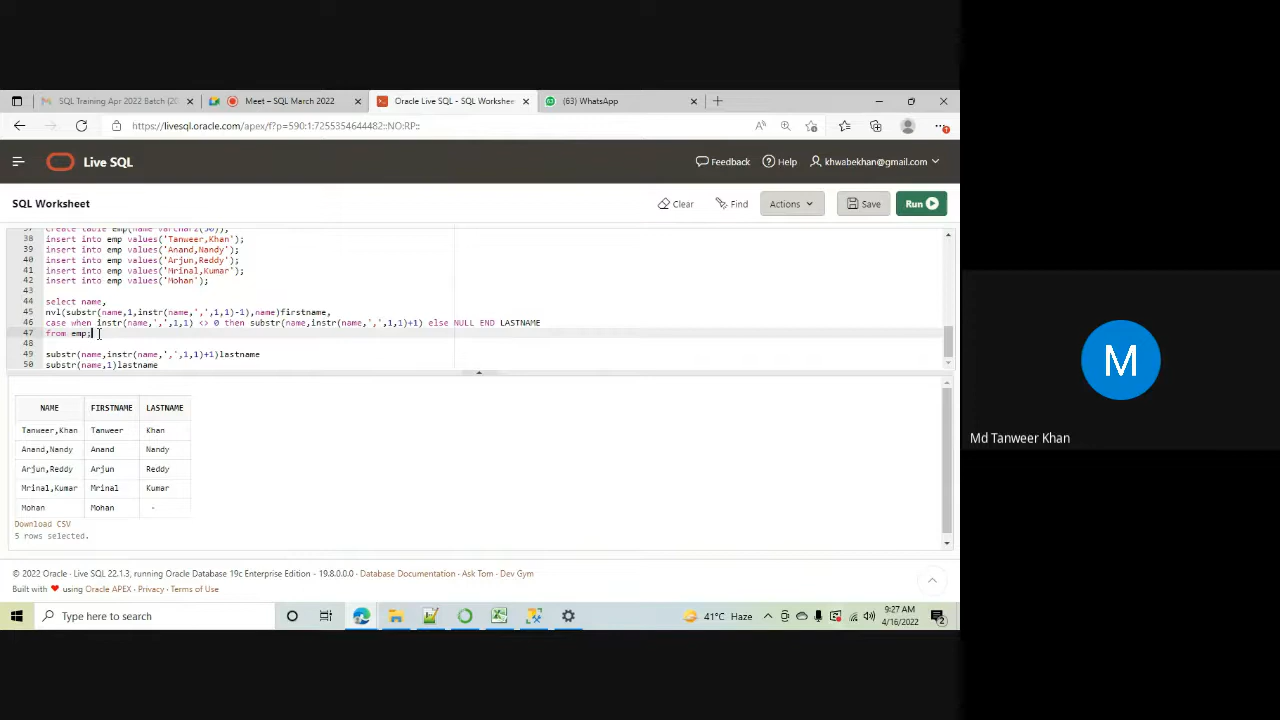 SQL Training Apr 2022 Batch (20
Meet – SQL March 2022
Oracle Live SQL - SQL Workshee
(63) WhatsApp
https://livesql.oracle.com/apex/f?p=590:1:7255354644482::NO:RP::
Live SQL
Feedback
Help
khwabekhan@gmail.com
SQL Worksheet
Clear
Find
Actions
Save
Run
37 create table emp(name varchar2(50));
38 insert into emp values('Tanweer,Khan');
39 insert into emp values('Anand,Nandy');
40 insert into emp values('Arjun,Reddy');
41 insert into emp values('Mrinal,Kumar');
42 insert into emp values('Mohan');
43
44 select name,
45 nvl(substr(name,1,instr(name,',',1,1)-1),name)firstname,
46 case when instr(name,',',1,1) <> 0 then substr(name,instr(name,',',1,1)+1) else NULL END LASTNAME
47 from emp;
48
49 substr(name,instr(name,',',1,1)+1)lastname
50 substr(name,1)lastname
NAME FIRSTNAME LASTNAME
Tanweer,Khan Tanweer Khan
Anand,Nandy Anand Nandy
Arjun,Reddy Arjun Reddy
Mrinal,Kumar Mrinal Kumar
Mohan Mohan -
Download CSV
5 rows selected.
M
Md Tanweer Khan
© 2022 Oracle · Live SQL 22.1.3, running Oracle Database 19c Enterprise Edition - 19.8.0.0.0 · Database Documentation · Ask Tom · Dev Gym
Built with ❤ using Oracle APEX · Privacy · Terms of Use
Type here to search
41°C Haze
9:27 AM
4/16/2022
2